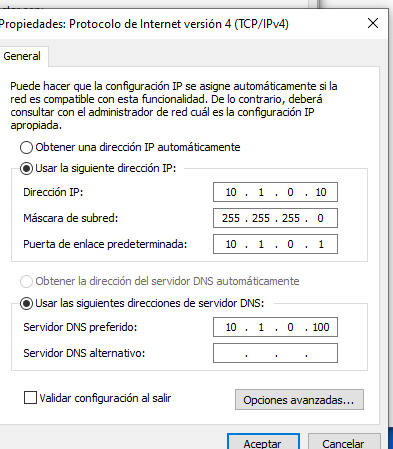 Propiedades: Protocolo de Internet versión 4 (TCP/IPv4)
General
Puede hacer que la configuración IP se asigne automáticamente si la
red es compatible con esta funcionalidad. De lo contrario, deberá
consultar con el administrador de red cuál es la configuración IP
apropiada.
Obtener una dirección IP automáticamente
Usar la siguiente dirección IP:
Dirección IP: 10 . 1 . 0 . 10
Máscara de subred: 255 . 255 . 255 . 0
Puerta de enlace predeterminada: 10 . 1 . 0 . 1
Obtener la dirección del servidor DNS automáticamente
Usar las siguientes direcciones de servidor DNS:
Servidor DNS preferido: 10 . 1 . 0 . 100
Servidor DNS alternativo: . . .
Validar configuración al salir
Opciones avanzadas...
Aceptar Cancelar